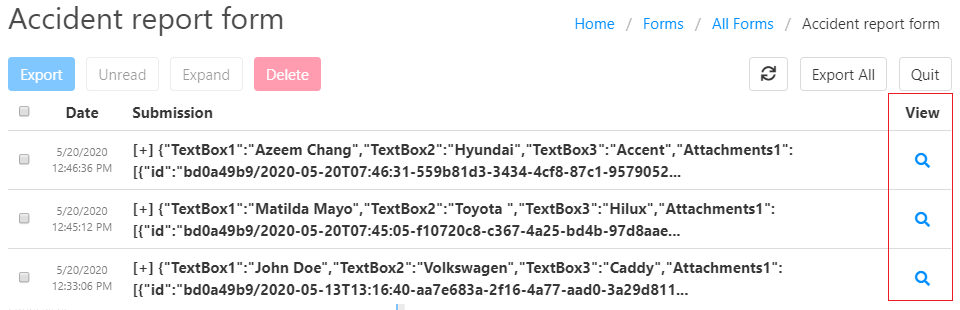 Accident report form
Home / Forms / All Forms / Accident report form
Export Unread Expand Delete Export All Quit
Date Submission View
5/20/2020
12:46:36 PM
[+] {"TextBox1":"Azeem Chang","TextBox2":"Hyundai","TextBox3":"Accent","Attachments1":
[{"id":"bd0a49b9/2020-05-20T07:46:31-559b81d3-3434-4cf8-87c1-9579052...
5/20/2020
12:45:12 PM
[+] {"TextBox1":"Matilda Mayo","TextBox2":"Toyota ","TextBox3":"Hilux","Attachments1":
[{"id":"bd0a49b9/2020-05-20T07:45:05-f10720c8-c367-4a25-bd4b-97d8aae...
5/20/2020
12:33:06 PM
[+] {"TextBox1":"John Doe","TextBox2":"Volkswagen","TextBox3":"Caddy","Attachments1":
[{"id":"bd0a49b9/2020-05-13T13:16:40-aa7e683a-2f16-4a77-aad0-3a29d811...